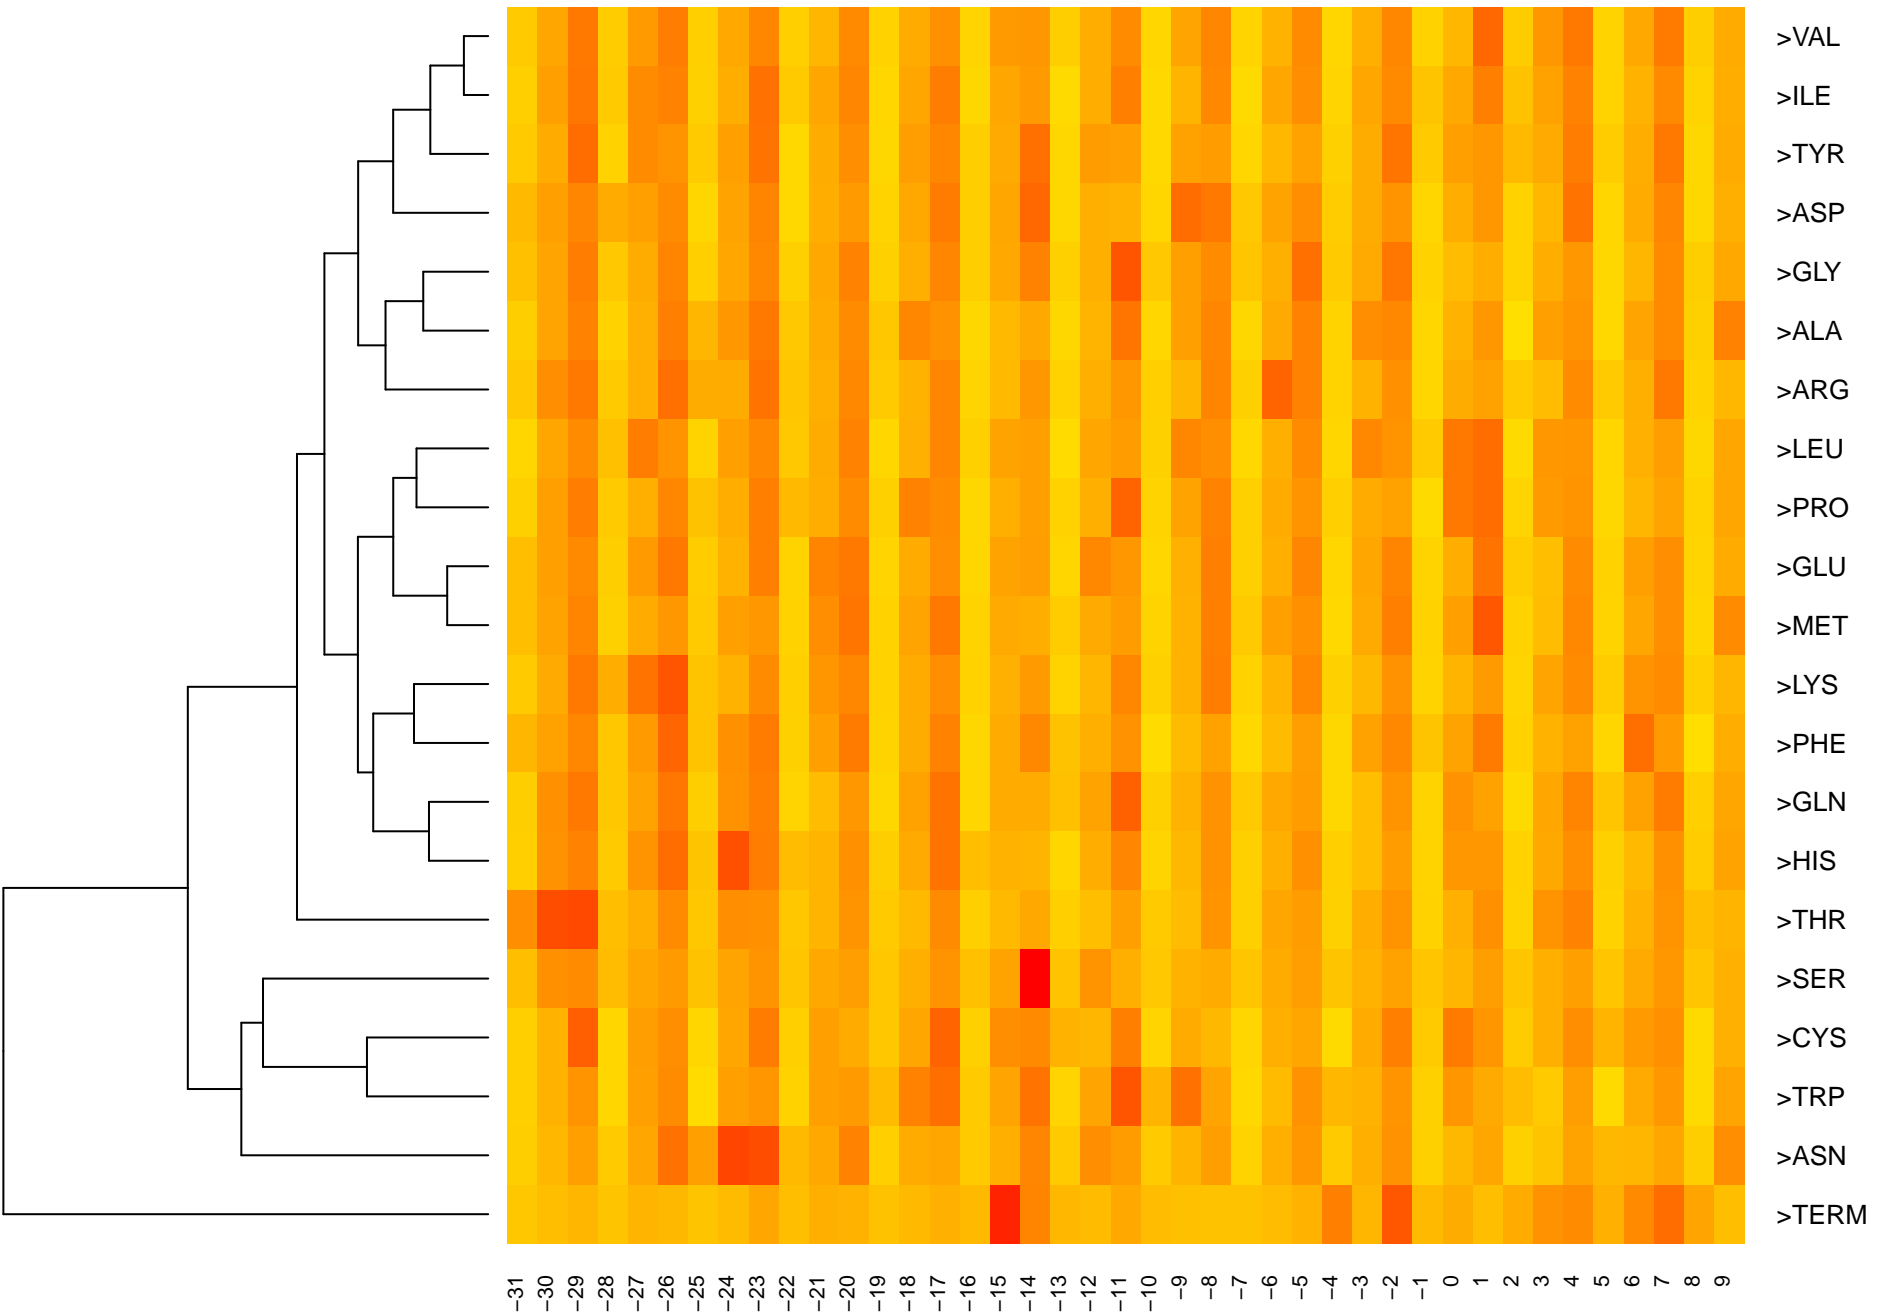 >VAL
>ILE
>TYR
>ASP
>GLY
>ALA
>ARG
>LEU
>PRO
>GLU
>MET
>LYS
>PHE
>GLN
>HIS
>THR
>SER
>CYS
>TRP
>ASN
>TERM
−31 −30 −29 −28 −27 −26 −25 −24 −23 −22 −21 −20 −19 −18 −17 −16 −15 −14 −13 −12 −11 −10 −9 −8 −7 −6 −5 −4 −3 −2 −1 0 1 2 3 4 5 6 7 8 9